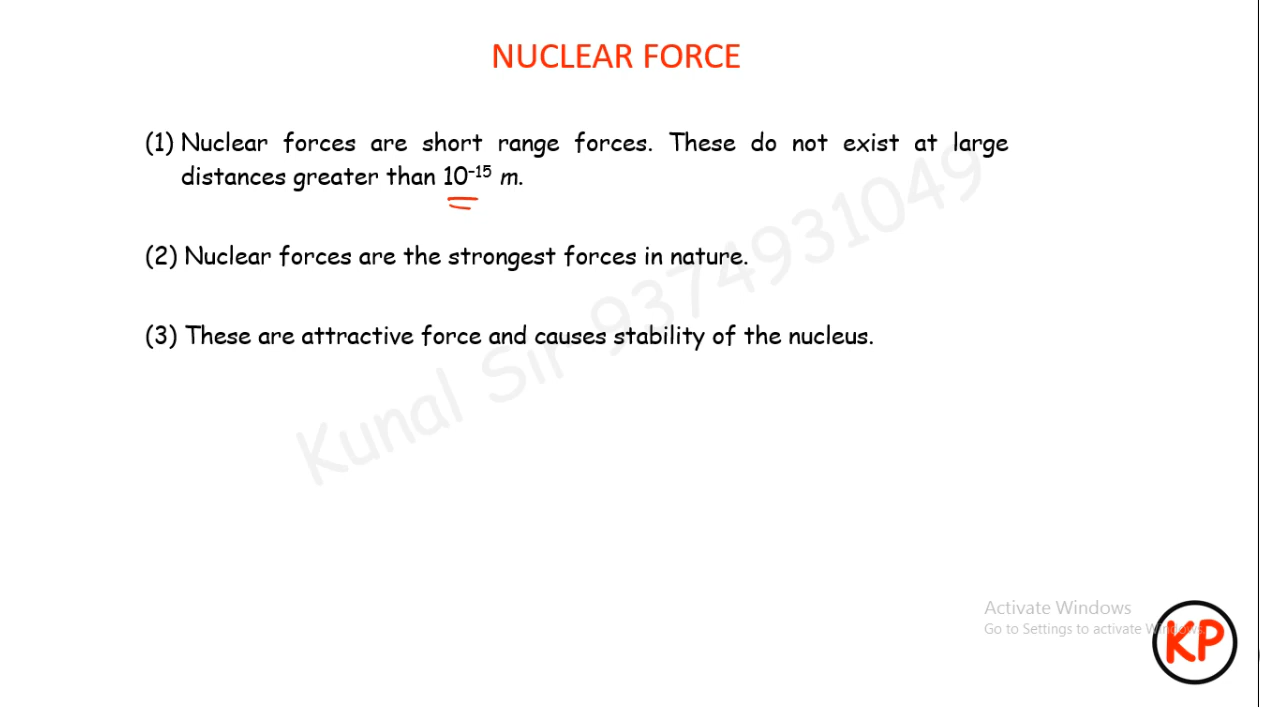 NUCLEAR FORCE
(1) Nuclear forces are short range forces. These do not exist at large
distances greater than 10⁻¹⁵ m.
(2) Nuclear forces are the strongest forces in nature.
(3) These are attractive force and causes stability of the nucleus.
Kunal Sir 9374931049
Activate Windows
Go to Settings to activate Windows.
KP